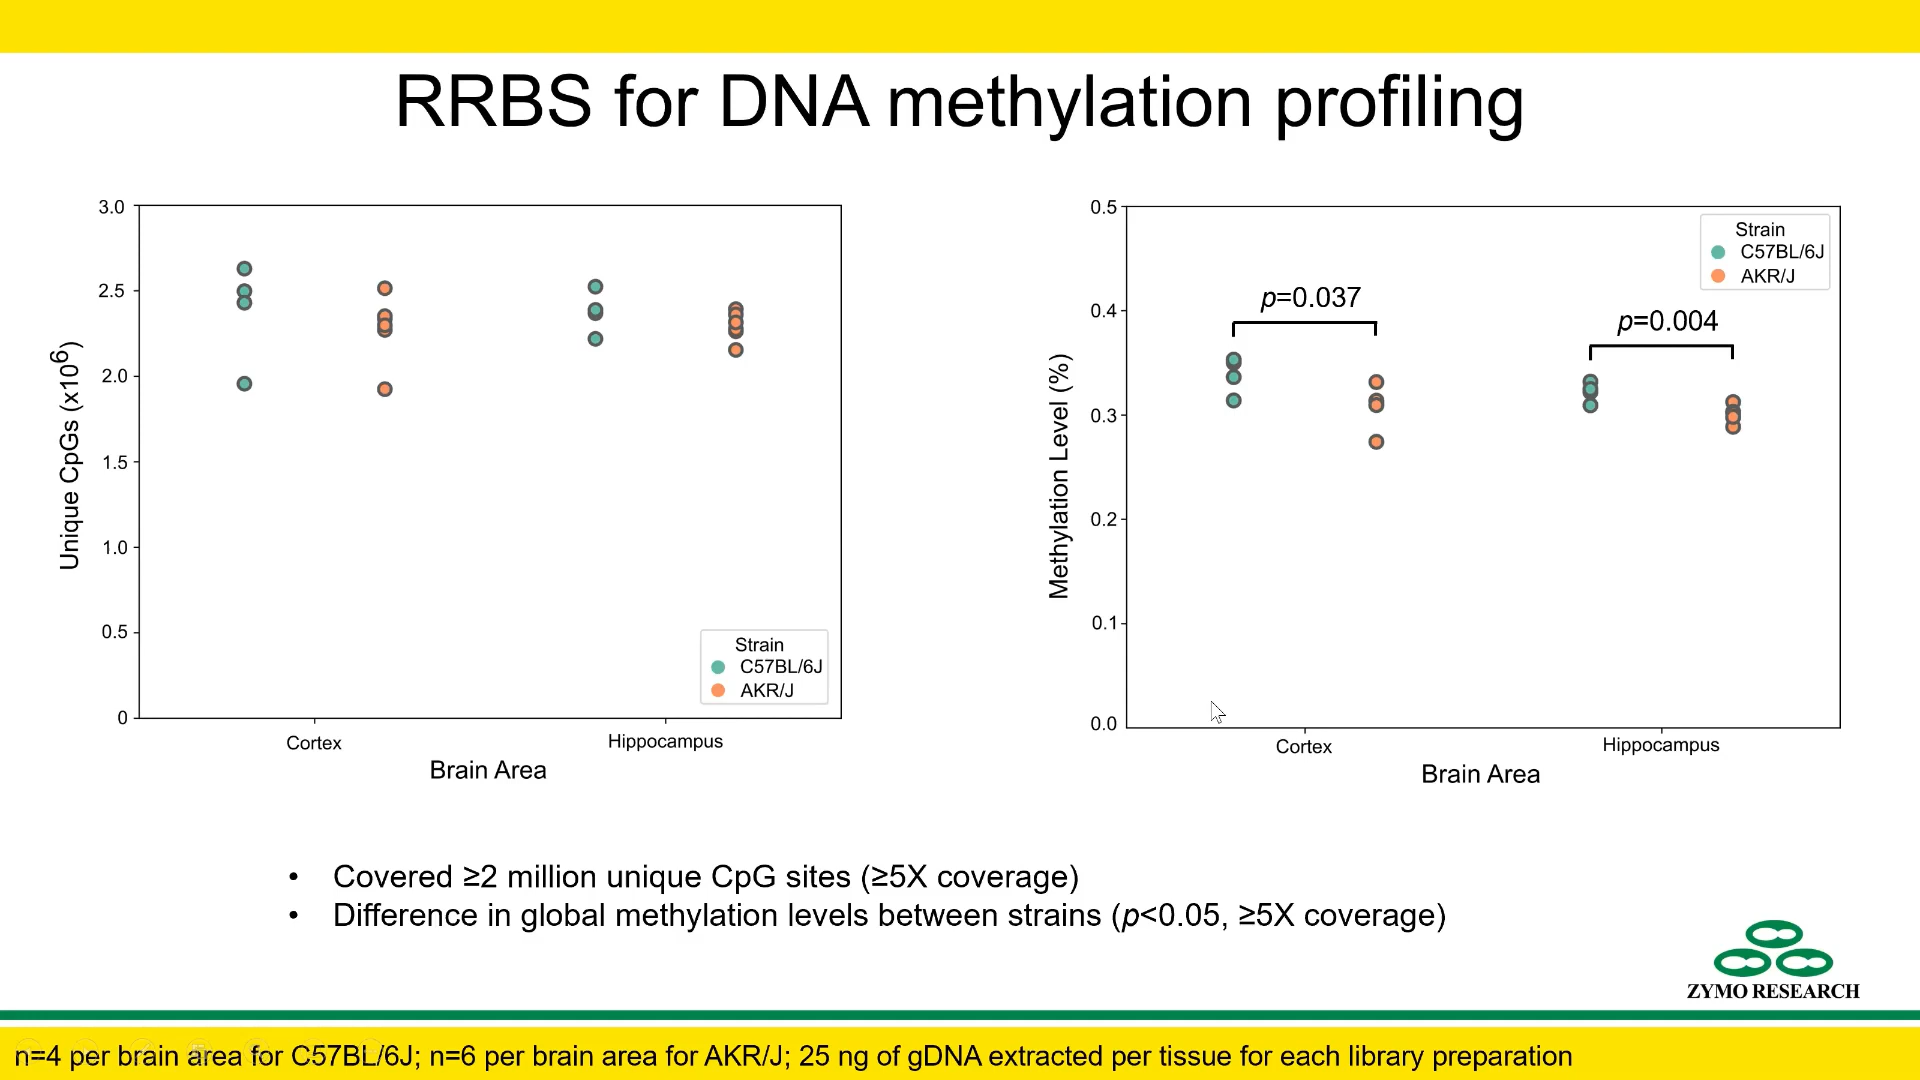 RRBS for DNA methylation profiling
3.0
2.5
2.0
1.5
1.0
0.5
0
Unique CpGs (x10⁶)
Strain
C57BL/6J
AKR/J
Cortex
Hippocampus
Brain Area
0.5
0.4
0.3
0.2
0.1
0.0
Methylation Level (%)
Strain
C57BL/6J
AKR/J
p=0.037
p=0.004
Cortex
Hippocampus
Brain Area
• Covered ≥2 million unique CpG sites (≥5X coverage)
• Difference in global methylation levels between strains (p<0.05, ≥5X coverage)
ZYMO RESEARCH
n=4 per brain area for C57BL/6J; n=6 per brain area for AKR/J; 25 ng of gDNA extracted per tissue for each library preparation